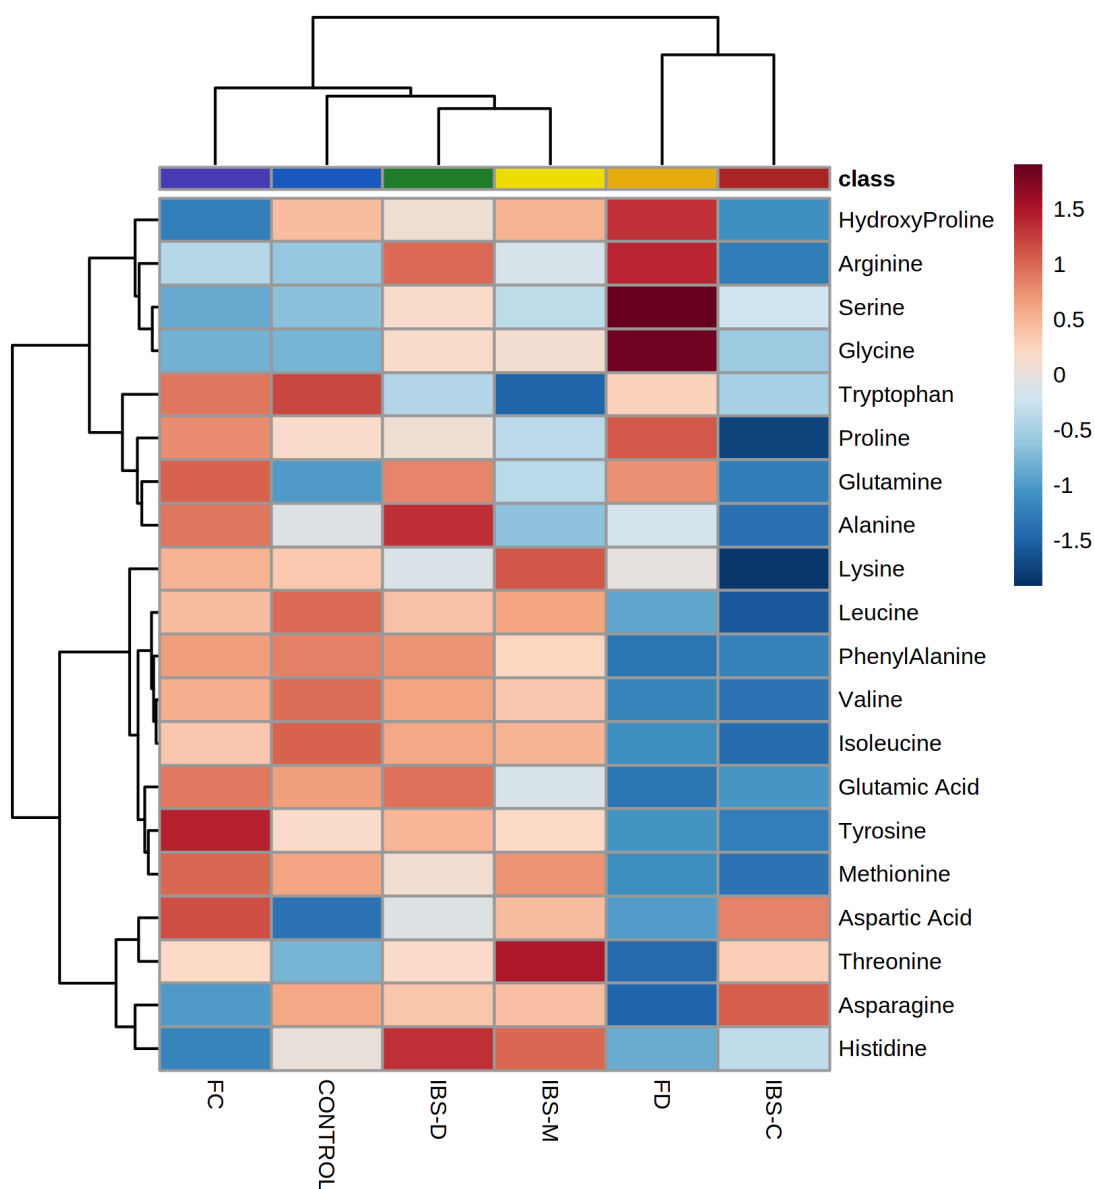 class
HydroxyProline
Arginine
Serine
Glycine
Tryptophan
Proline
Glutamine
Alanine
Lysine
Leucine
PhenylAlanine
Valine
Isoleucine
Glutamic Acid
Tyrosine
Methionine
Aspartic Acid
Threonine
Asparagine
Histidine
FC
CONTROL
IBS-D
IBS-M
FD
IBS-C
1.5
1
0.5
0
-0.5
-1
-1.5